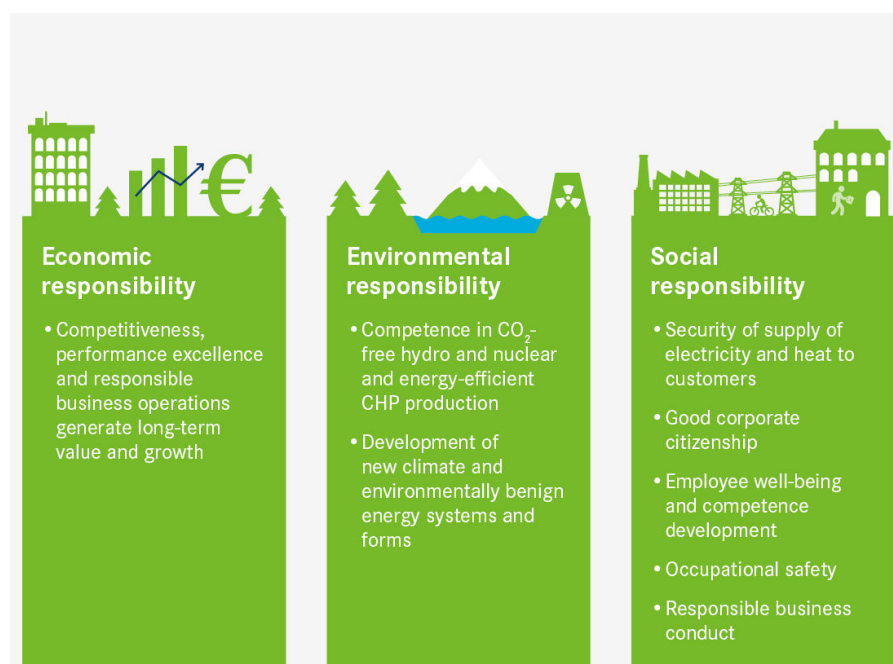 Economic
responsibility
• Competitiveness,
performance excellence
and responsible
business operations
generate long-term
value and growth
Environmental
responsibility
• Competence in CO₂-
free hydro and nuclear
and energy-efficient
CHP production
• Development of
new climate and
environmentally benign
energy systems and
forms
Social
responsibility
• Security of supply of
electricity and heat to
customers
• Good corporate
citizenship
• Employee well-being
and competence
development
• Occupational safety
• Responsible business
conduct